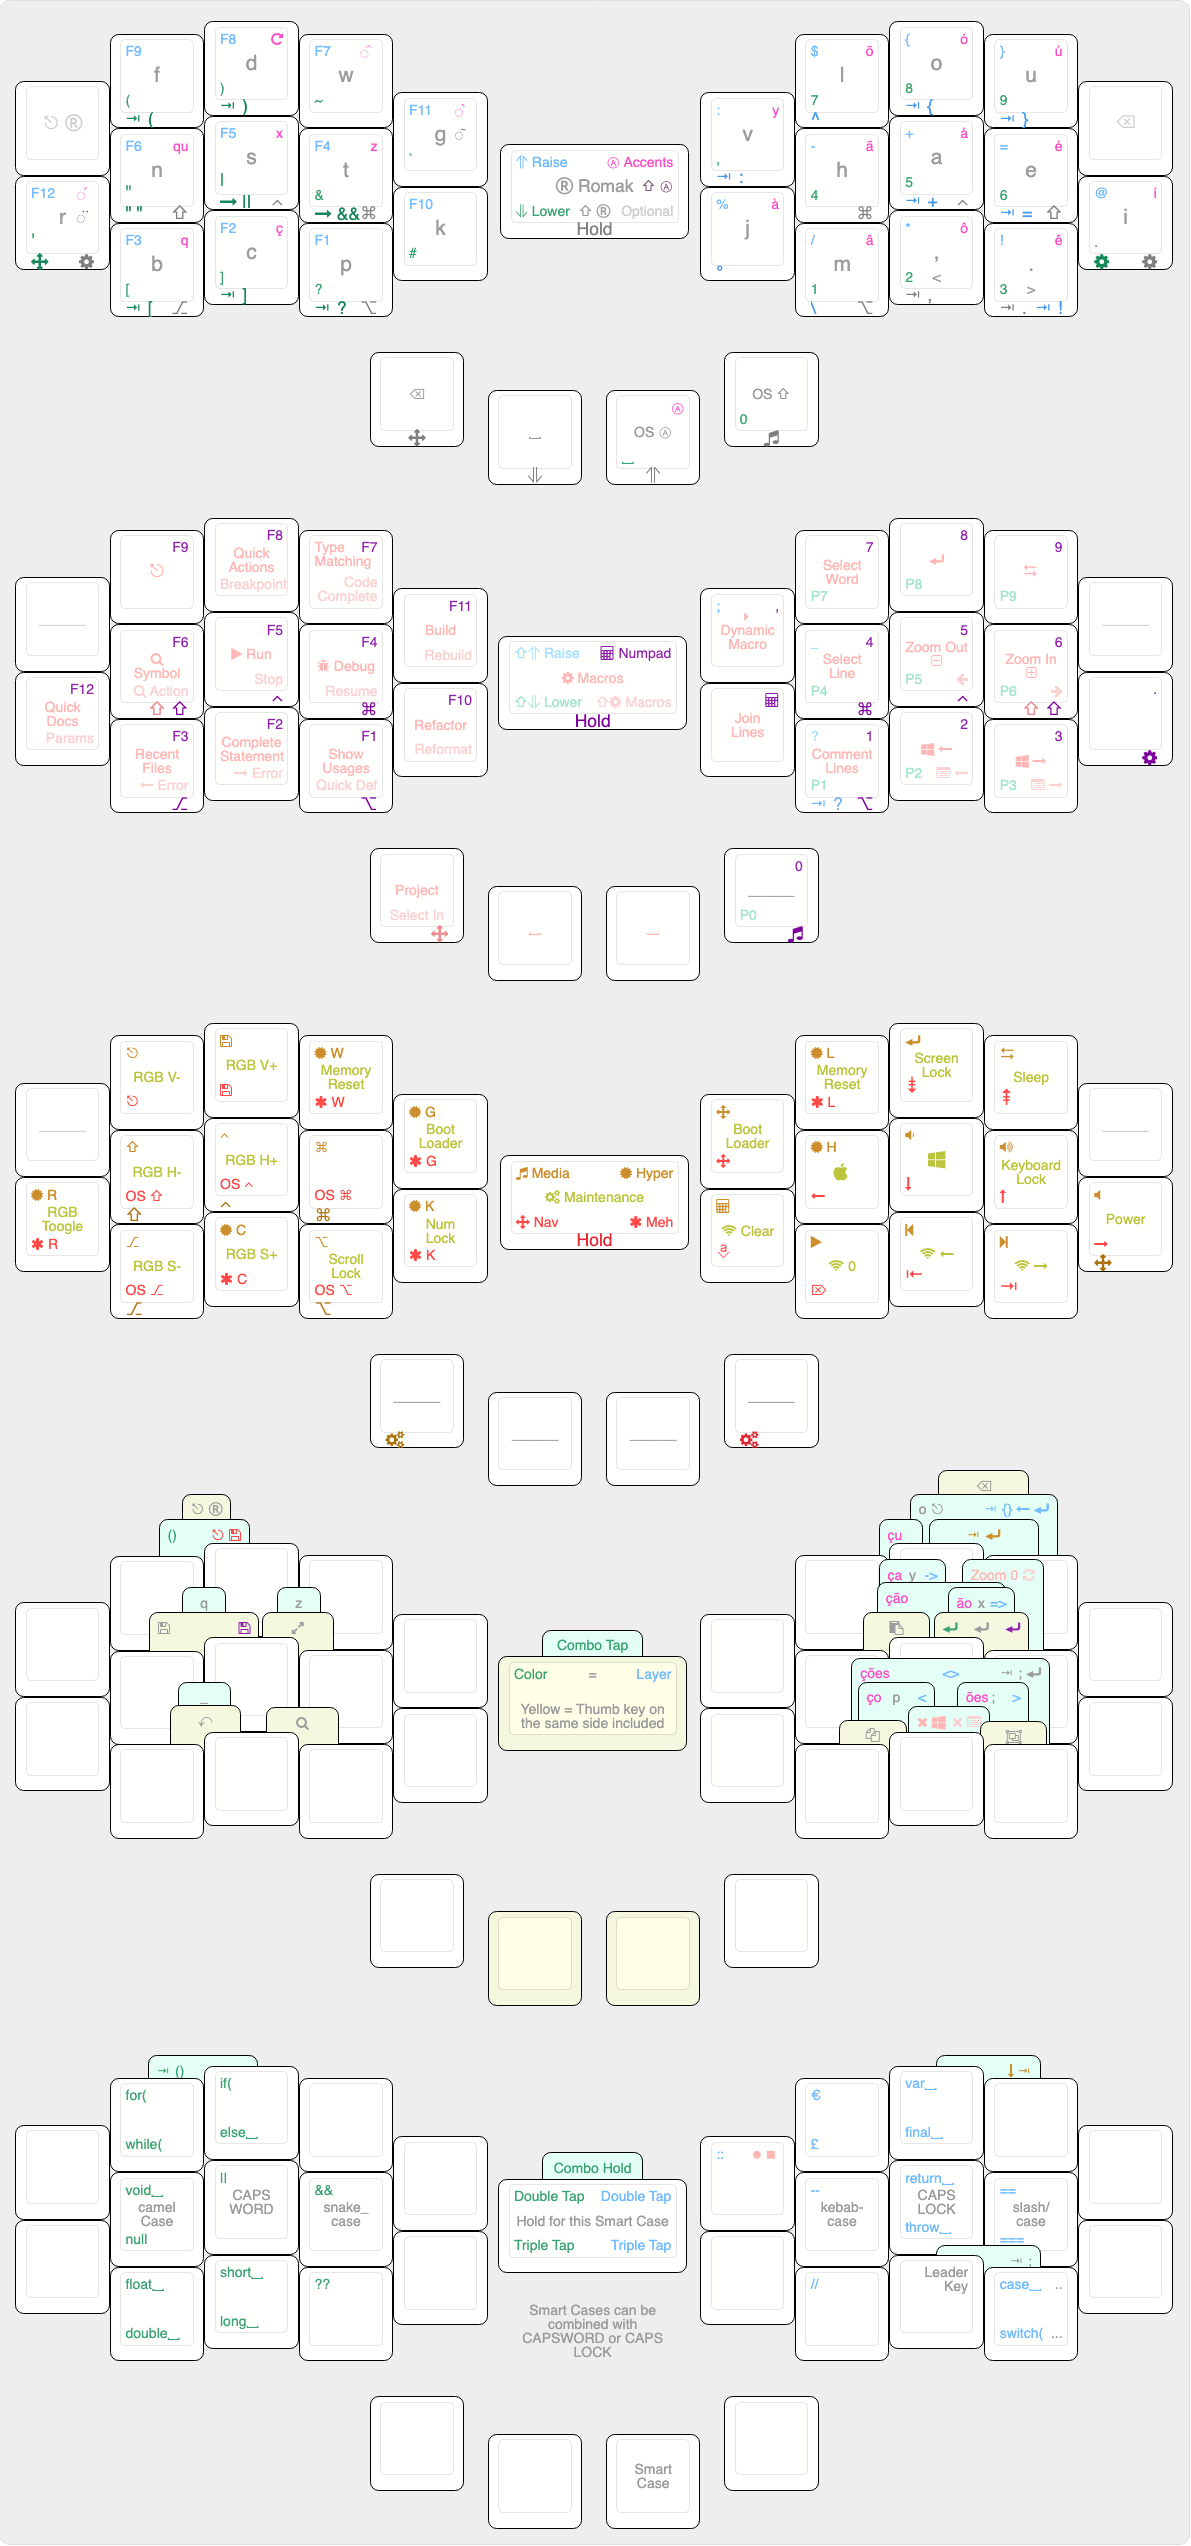 F9
f
(
⇥ (
F8
d
)
⇥ )
F7
w
~
F11
g
`
®
F6 qu
n
"
" "
F5 x
s
|
|| ^
F4 z
t
&
&& ⌘
F10
k
#
F12
r
'
F3 q
b
[
⇥ [ ⌥
F2 ç
c
]
⇥ ]
F1
p
?
⇥ ? ⌥
Raise Ⓐ Accents
® Romak ⇧ Ⓐ
Lower ⇧ ® Optional
Hold
: y
v
,
⇥ :
$ õ
l
7
^
{ ó
o
8
⇥ {
} ú
u
9
⇥ }
⌫
% à
j
°
- ã
h
4
⌘
+ á
a
5
⇥ + ^
= é
e
6
⇥ = ⇧
@ í
i
.
/ â
m
1
\ ⌥
* ô
,
2 <
⇥ ,
! ê
.
3 >
⇥ . ⇥ !
⌫
⎵
Ⓐ
OS Ⓐ
⎵
OS ⇧
0
F9
F8
Quick
Actions
Breakpoint
Type F7
Matching
Code
Complete
F11
Build
Rebuild
F6
Symbol
Action
F5
Run
Stop
^
F4
Debug
Resume
⌘
F10
Refactor
Reformat
F12
Quick
Docs
Params
F3
Recent
Files
← Error
F2
Complete
Statement
→ Error
F1
Show
Usages
Quick Def
⌥
Raise Numpad
Macros
Lower Macros
Hold
; ,
Dynamic
Macro
7
Select
Word
P7
8
P8
9
P9
Join
Lines
_ 4
Select
Line
P4
⌘
5
Zoom Out
P5 ←
^
6
Zoom In
P6 →
.
? 1
Comment
Lines
P1
⇥ ? ⌥
2
←
P2 ←
3
→
P3 →
Project
Select In
⎵
⎵
0
P0
RGB V-
RGB V+
W
Memory
Reset
W
G
Boot
Loader
G
RGB H-
OS ⇧
^
RGB H+
OS ^
^
⌘
OS ⌘
⌘
K
Num
Lock
K
R
RGB
Toogle
R
RGB S-
OS ⌥
C
RGB S+
C
⌥
Scroll
Lock
OS ⌥
⌥
Media Hyper
Maintenance
Nav Meh
Hold
Boot
Loader
L
Memory
Reset
L
Screen
Lock
Sleep
Clear
a
H
←
↓
Keyboard
Lock
↑
Power
→
0
←
→
⇥
® 
()
q
z
_
Combo Tap
Color = Layer
Yellow = Thumb key on
the same side included
o ⇥ {} ←
çu ⇥
ça y ->
Zoom 0
ção
ão x =>
ções <> ⇥ ;
ço p <
ões ; >
⇥ ()
for(
while(
if(
else⎵
void⎵
camel
Case
null
||
CAPS
WORD
&&
snake_
case
float⎵
double⎵
short⎵
long⎵
??
Combo Hold
Double Tap Double Tap
Hold for this Smart Case
Triple Tap Triple Tap
Smart Cases can be
combined with
CAPSWORD or CAPS
LOCK
::
€
£
var⎵
final⎵
↓ ⇥
--
kebab-
case
return⎵
CAPS
LOCK
throw⎵
==
slash/
case
===
⇥ ;
//
Leader
Key
case⎵ ..
switch( ...
Smart
Case